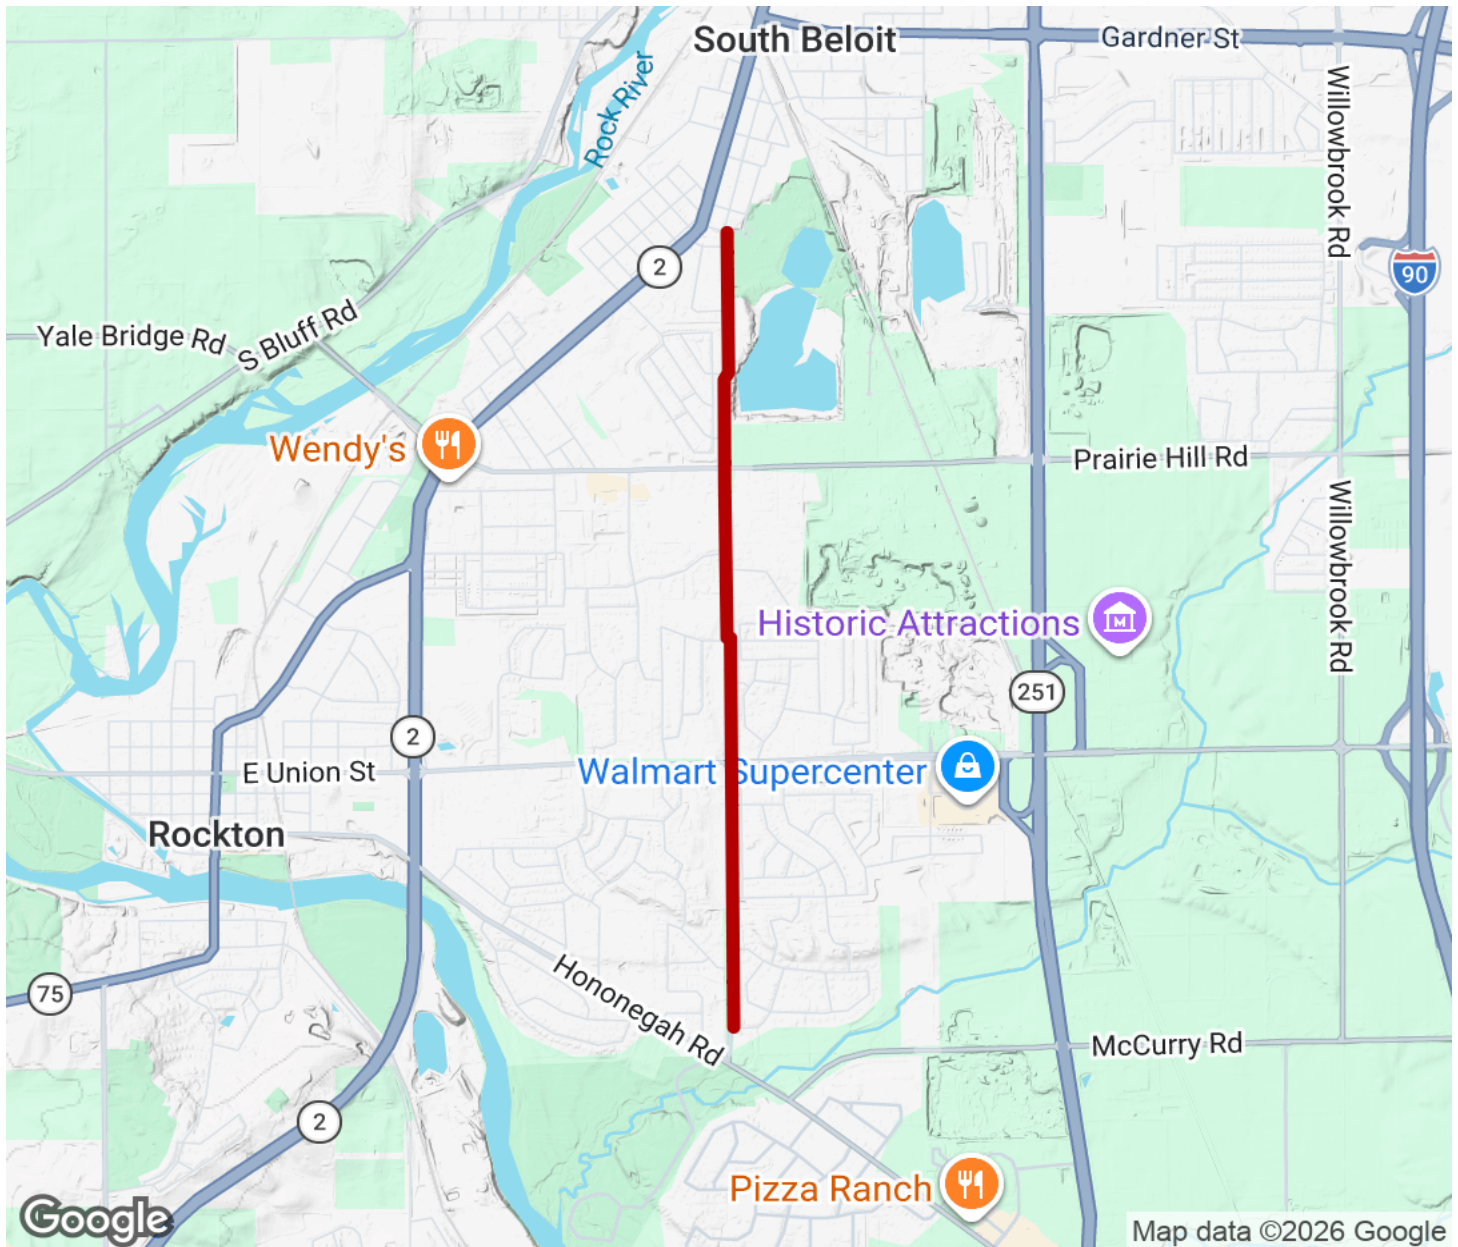 South Beloit
Gardner St
Rock River
Willowbrook Rd
2
90
Yale Bridge Rd
S Bluff Rd
Wendy's
Prairie Hill Rd
Willowbrook Rd
Historic Attractions
251
2
E Union St
Walmart Supercenter
Rockton
75
Hononegah Rd
McCurry Rd
2
Pizza Ranch
Google
Map data ©2026 Google